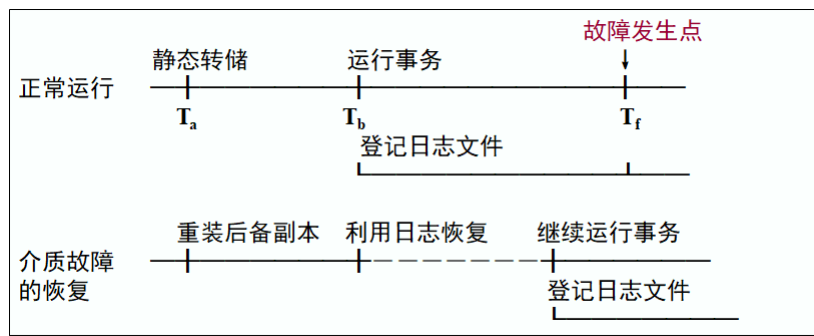 故障发生点
静态转储 运行事务
正常运行
Ta Tb Tf
登记日志文件
重装后备副本 利用日志恢复 继续运行事务
介质故障
的恢复
登记日志文件